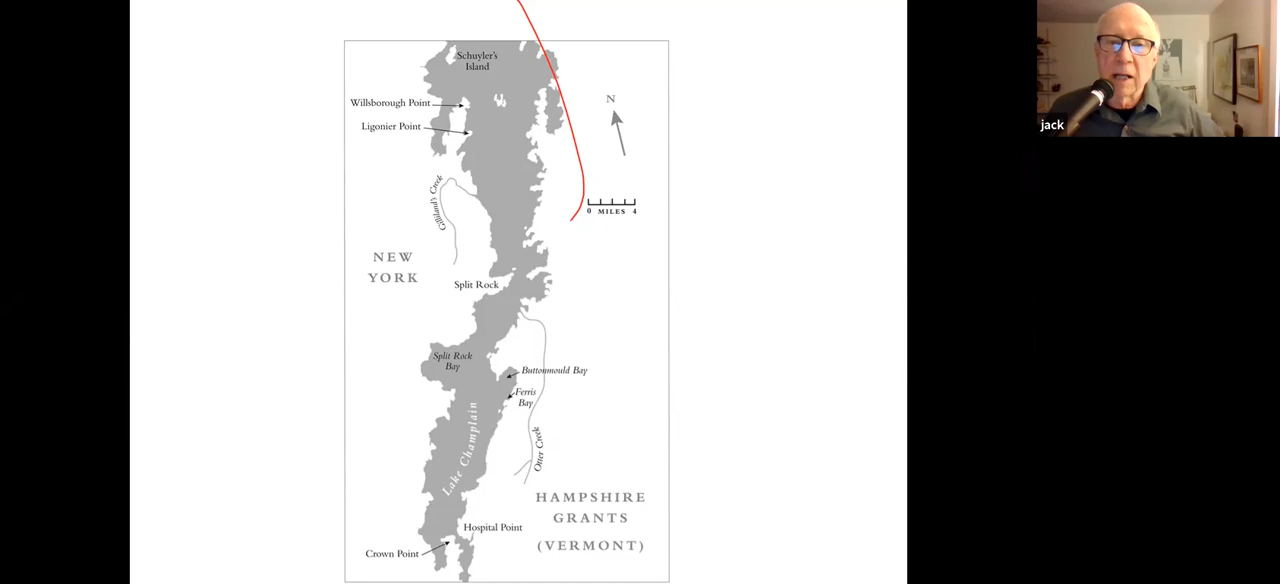 Schuyler's
Island
Willsborough Point
Ligonier Point
N
0 MILES 4
Gilliland's Creek
NEW
YORK
Split Rock
Split Rock
Bay
Buttonmould Bay
Ferris
Bay
Lake Champlain
Otter Creek
HAMPSHIRE
GRANTS
(VERMONT)
Hospital Point
Crown Point
jack